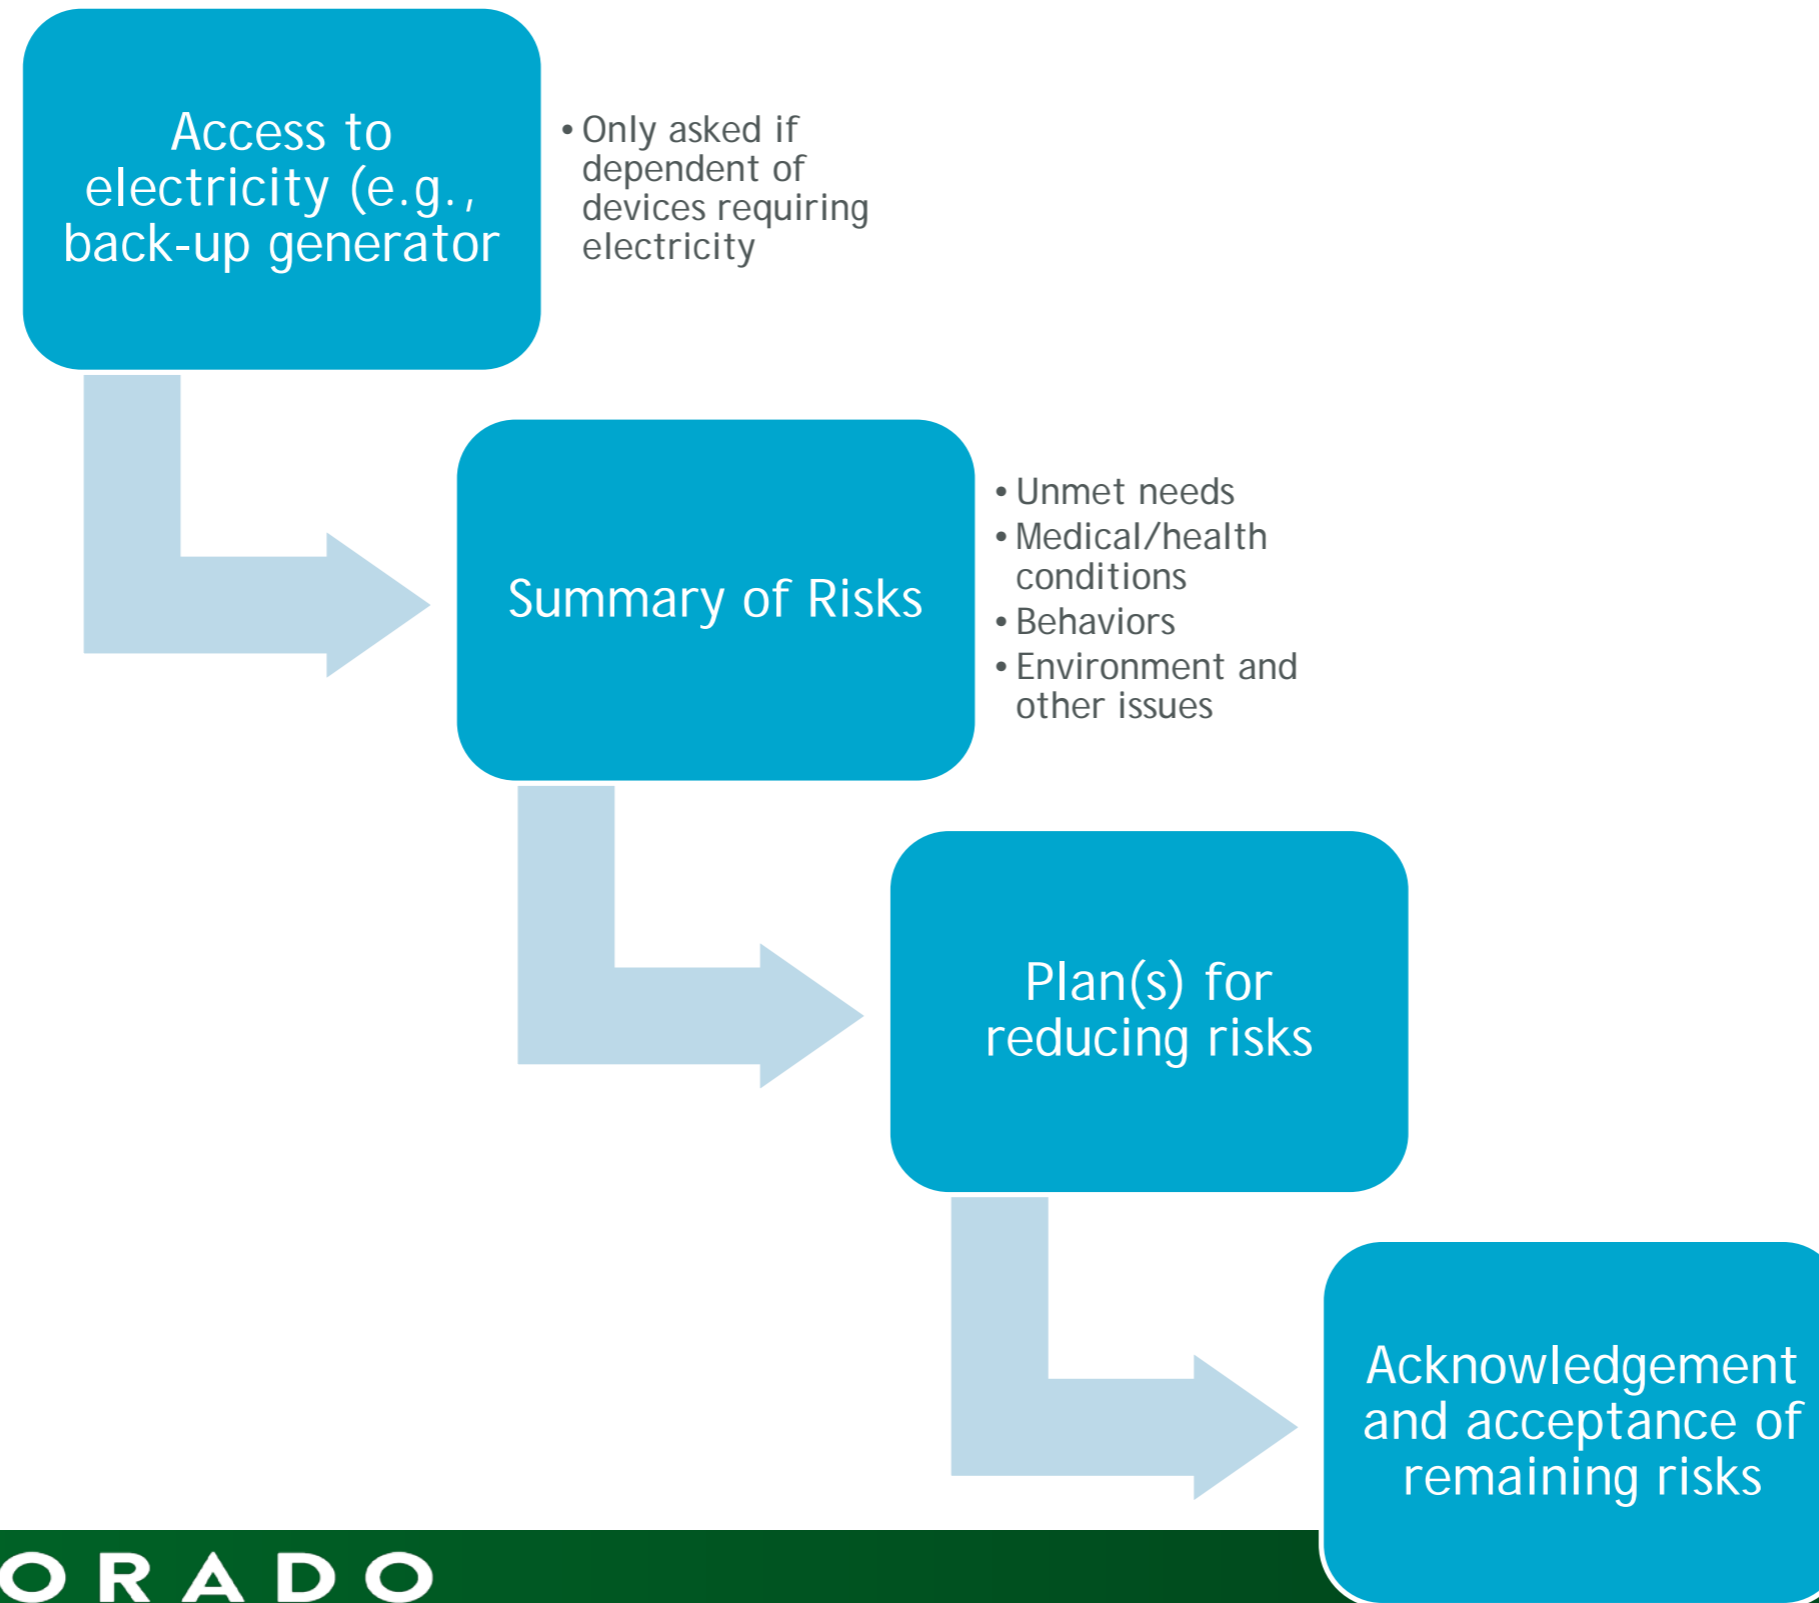 Access to
electricity (e.g.,
back-up generator
• Only asked if
dependent of
devices requiring
electricity
Summary of Risks
• Unmet needs
• Medical/health
conditions
• Behaviors
• Environment and
other issues
Plan(s) for
reducing risks
Acknowledgement
and acceptance of
remaining risks
ORADO